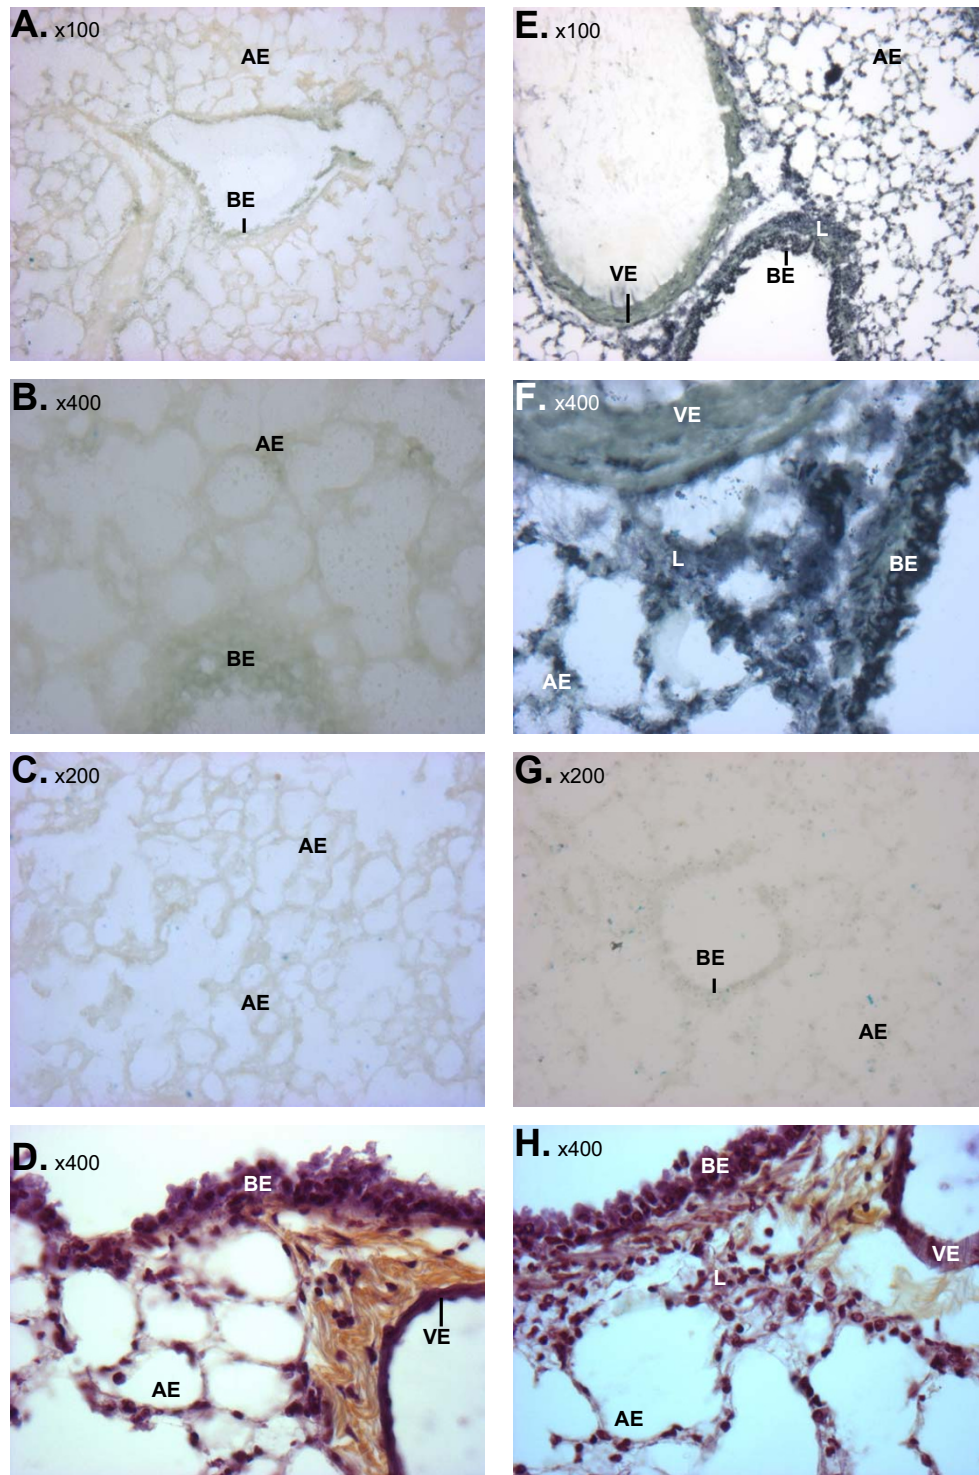 A. x100
AE
BE
B. x400
AE
BE
C. x200
AE
AE
D. x400
BE
VE
AE
E. x100
AE
L
VE
BE
F. x400
VE
L
BE
AE
G. x200
BE
AE
H. x400
BE
VE
L
AE